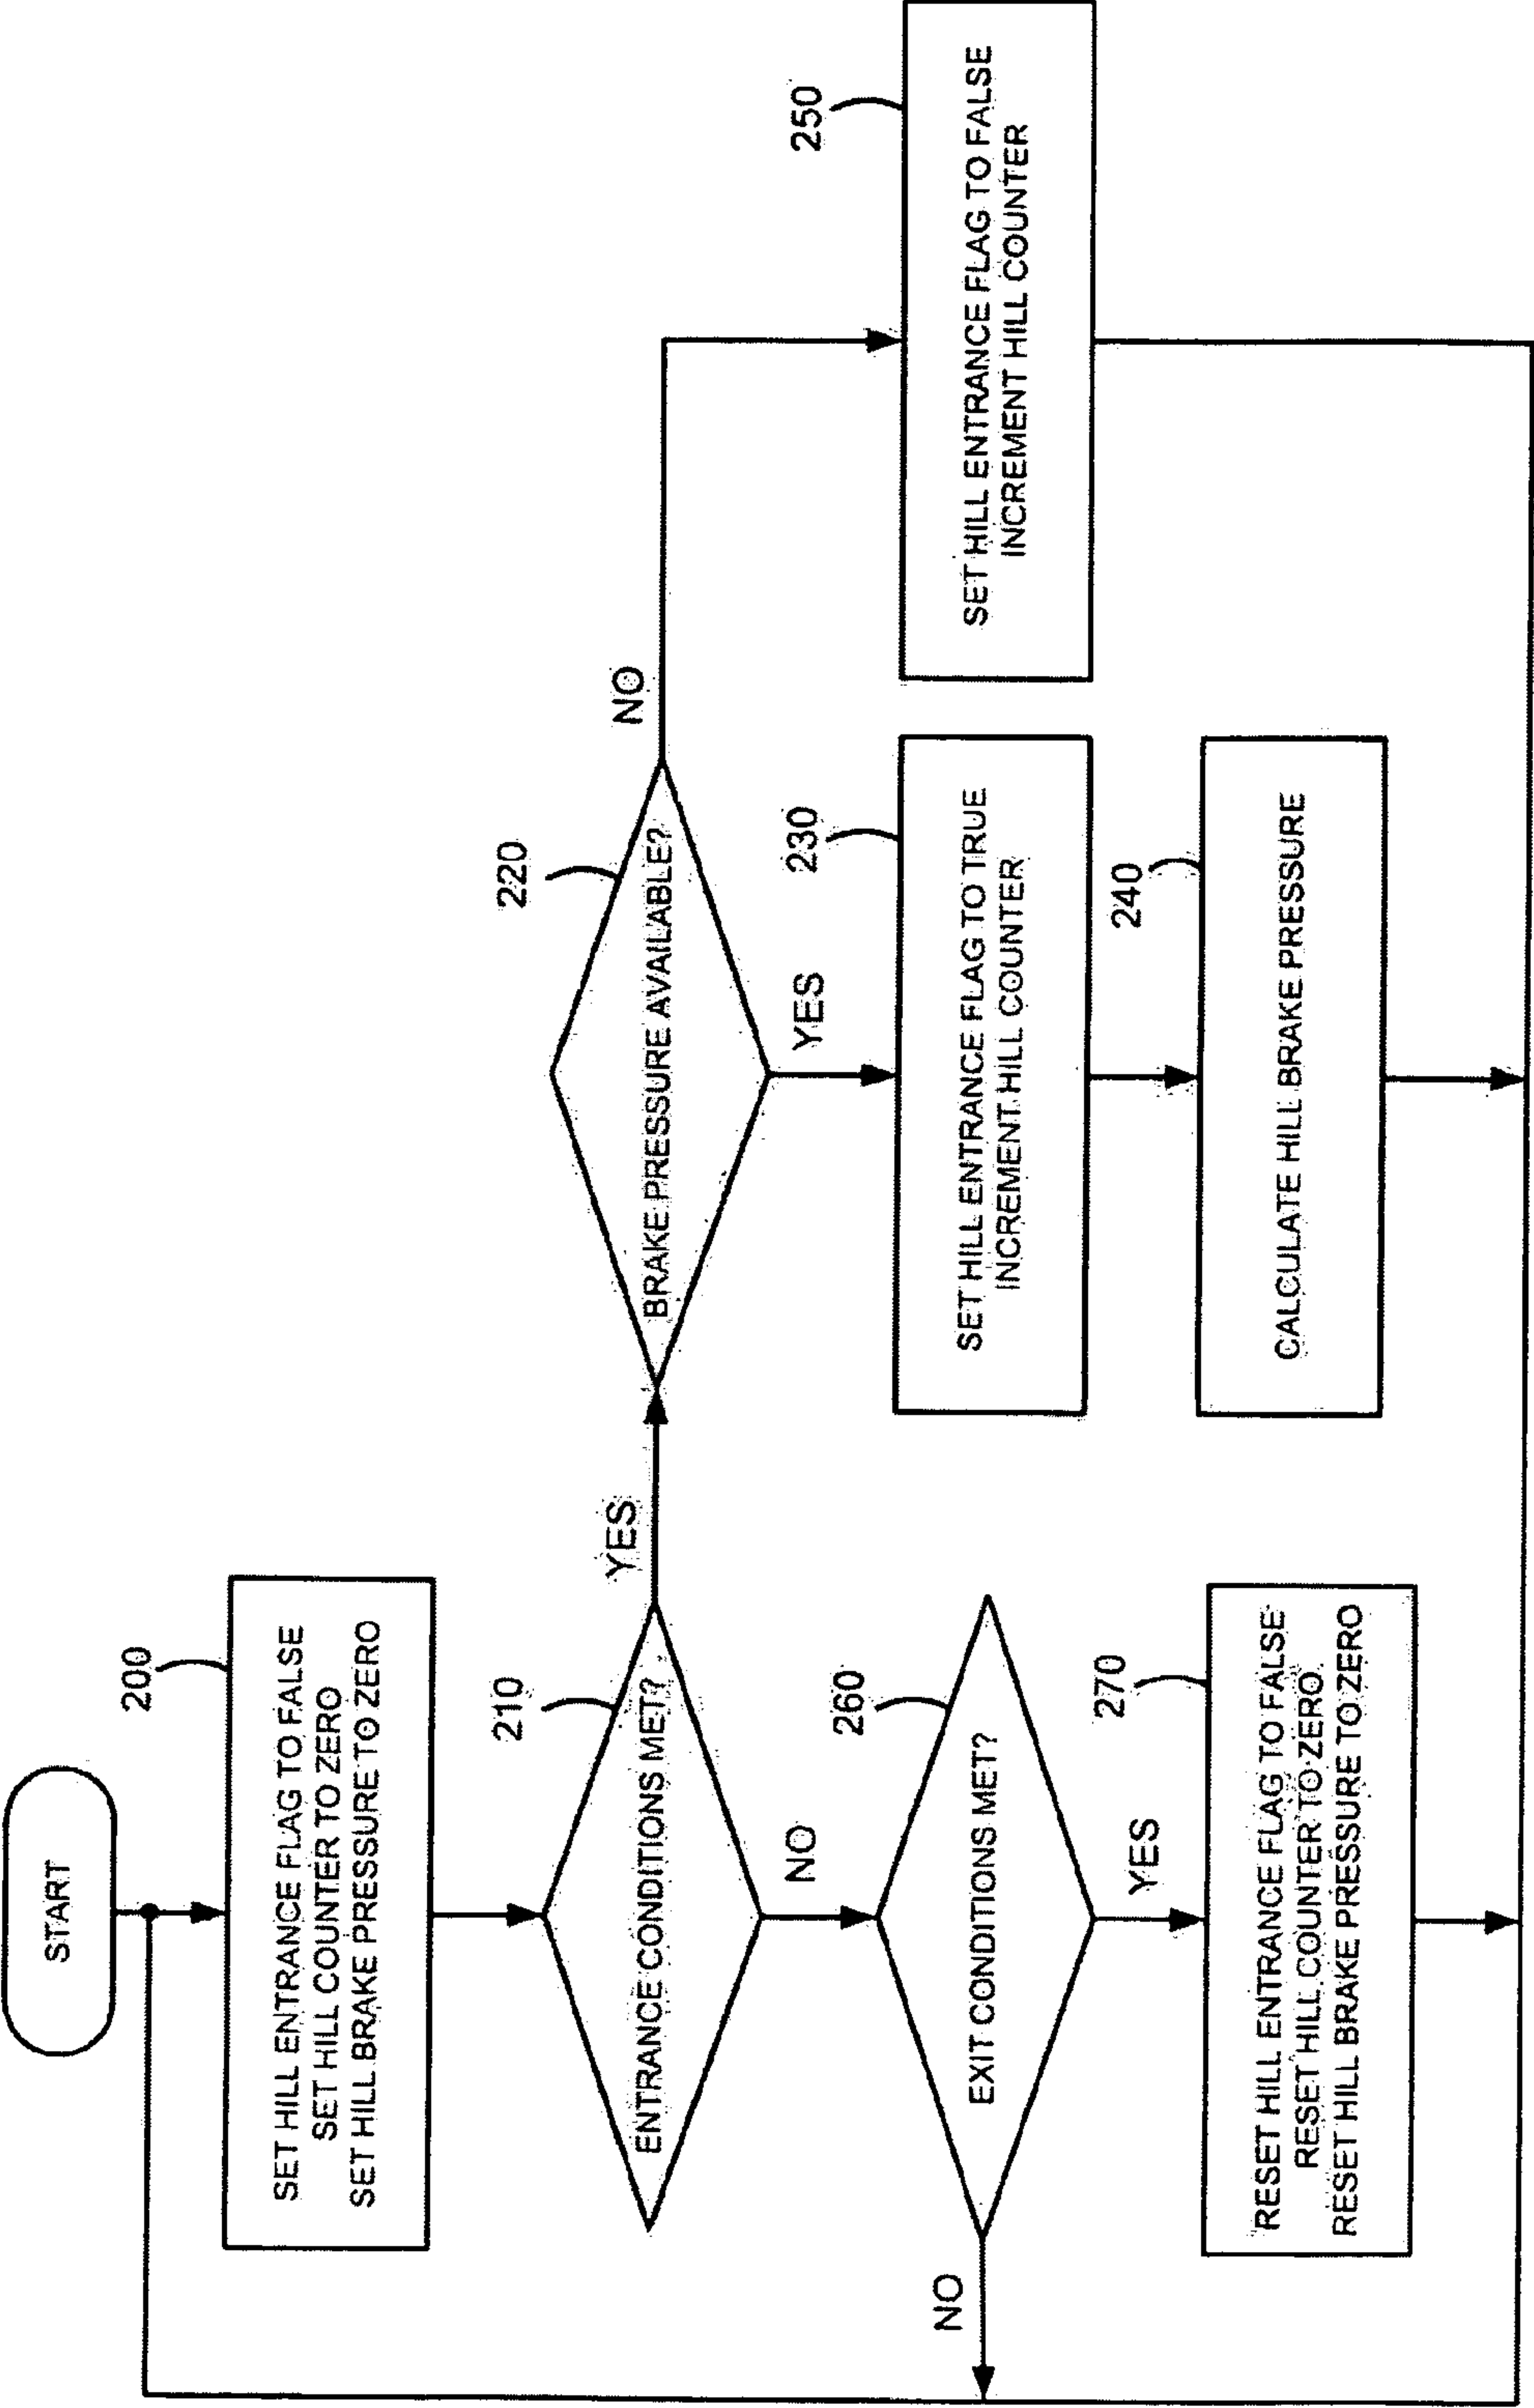 START
200
SET HILL ENTRANCE FLAG TO FALSE
SET HILL COUNTER TO ZERO
SET HILL BRAKE PRESSURE TO ZERO
210
ENTRANCE CONDITIONS MET?
YES
220
BRAKE PRESSURE AVAILABLE?
NO
NO
260
EXIT CONDITIONS MET?
NO
YES
270
RESET HILL ENTRANCE FLAG TO FALSE
RESET HILL COUNTER TO ZERO
RESET HILL BRAKE PRESSURE TO ZERO
YES
230
SET HILL ENTRANCE FLAG TO TRUE
INCREMENT HILL COUNTER
240
CALCULATE HILL BRAKE PRESSURE
250
SET HILL ENTRANCE FLAG TO FALSE
INCREMENT HILL COUNTER